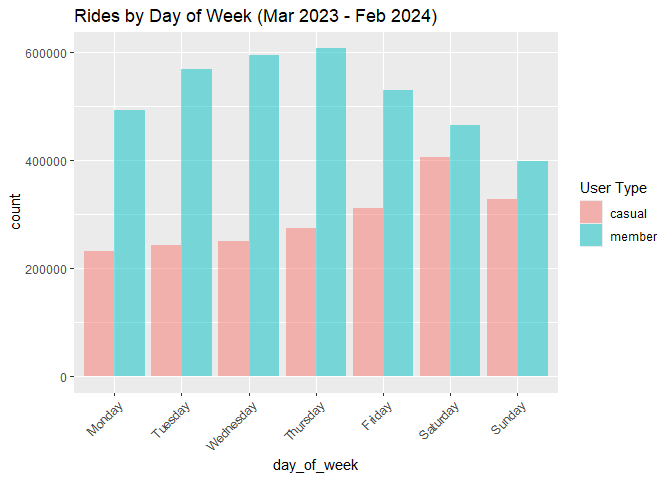 Rides by Day of Week (Mar 2023 - Feb 2024)
600000
400000
200000
0
count
Monday
Tuesday
Wednesday
Thursday
Friday
Saturday
Sunday
day_of_week
User Type
casual
member